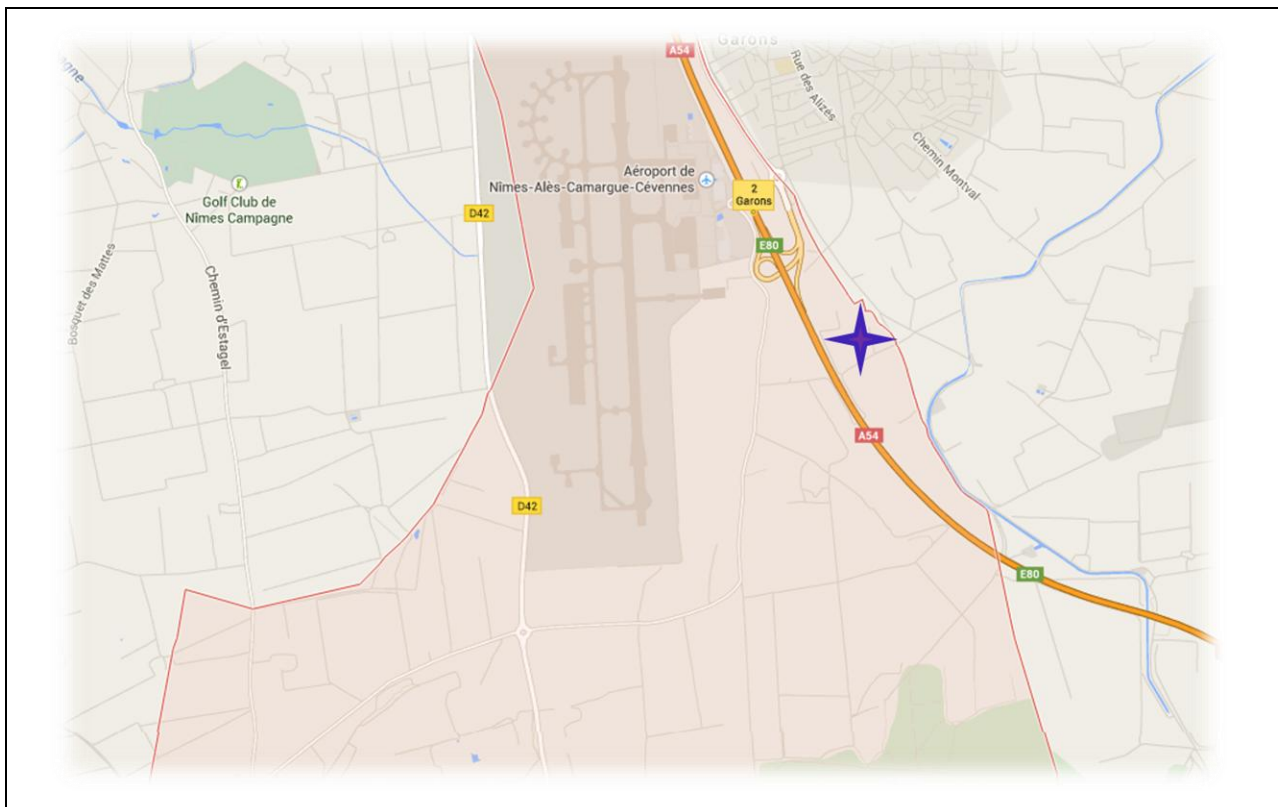 A54
Garons
Rue des Alizés
Chemin Montval
Aéroport de
Nîmes-Alès-Camargue-Cévennes
2
Garons
Golf Club de
Nîmes Campagne
D42
E80
Bosquet des Mattes
Chemin d'Estagel
A54
D42
E80